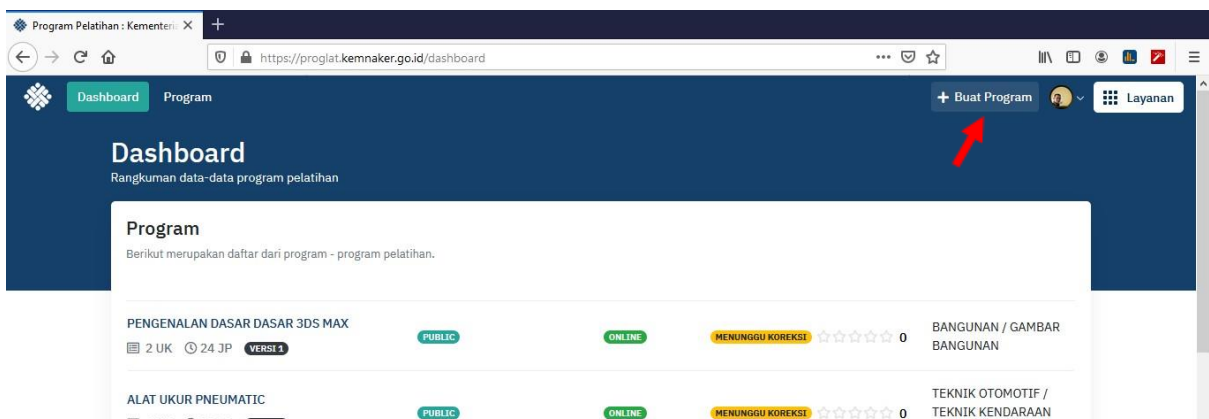 Program Pelatihan : Kementeri
https://proglat.kemnaker.go.id/dashboard
Dashboard Program + Buat Program Layanan
Dashboard
Rangkuman data-data program pelatihan
Program
Berikut merupakan daftar dari program - program pelatihan.
PENGENALAN DASAR DASAR 3DS MAX PUBLIC ONLINE MENUNGGU KOREKSI 0 BANGUNAN / GAMBAR
2 UK 24 JP VERSI 1 BANGUNAN
ALAT UKUR PNEUMATIC PUBLIC ONLINE MENUNGGU KOREKSI 0 TEKNIK OTOMOTIF /
TEKNIK KENDARAAN